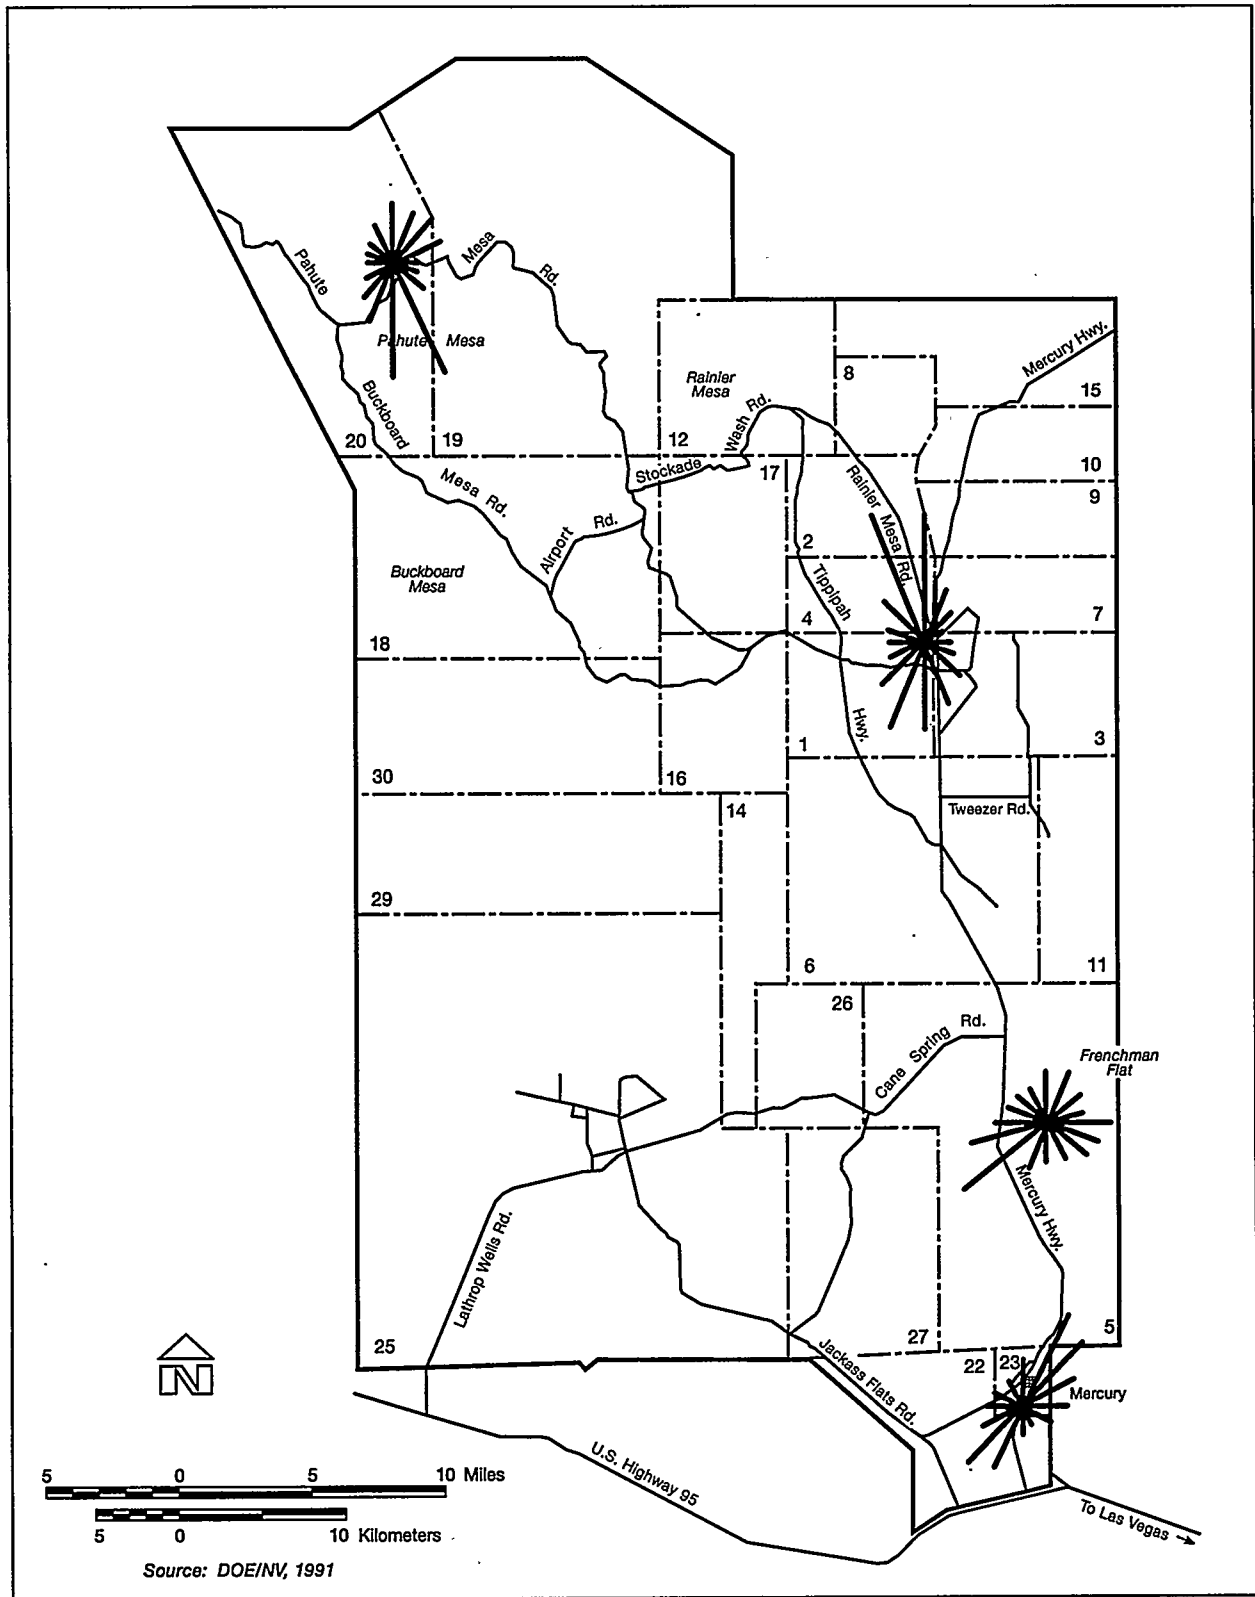 Pahute
Mesa
Rd.
Pahute Mesa
Mercury Hwy.
8
Rainier
Mesa
15
Wash Rd.
Buckboard
20
19
12
Stockade
17
10
9
Mesa Rd.
Rainier Mesa Rd.
Airport Rd.
2
Buckboard
Mesa
Tippipah
4
7
18
Hwy.
1
3
30
16
14
Tweezer Rd.
29
6
11
26
Cane Spring Rd.
Frenchman
Flat
Mercury Hwy.
Lathrop Wells Rd.
5
25
27
22
23
Jackass Flats Rd.
Mercury
N
U.S. Highway 95
5 0 5 10 Miles
5 0 10 Kilometers
To Las Vegas →
Source: DOE/NV, 1991